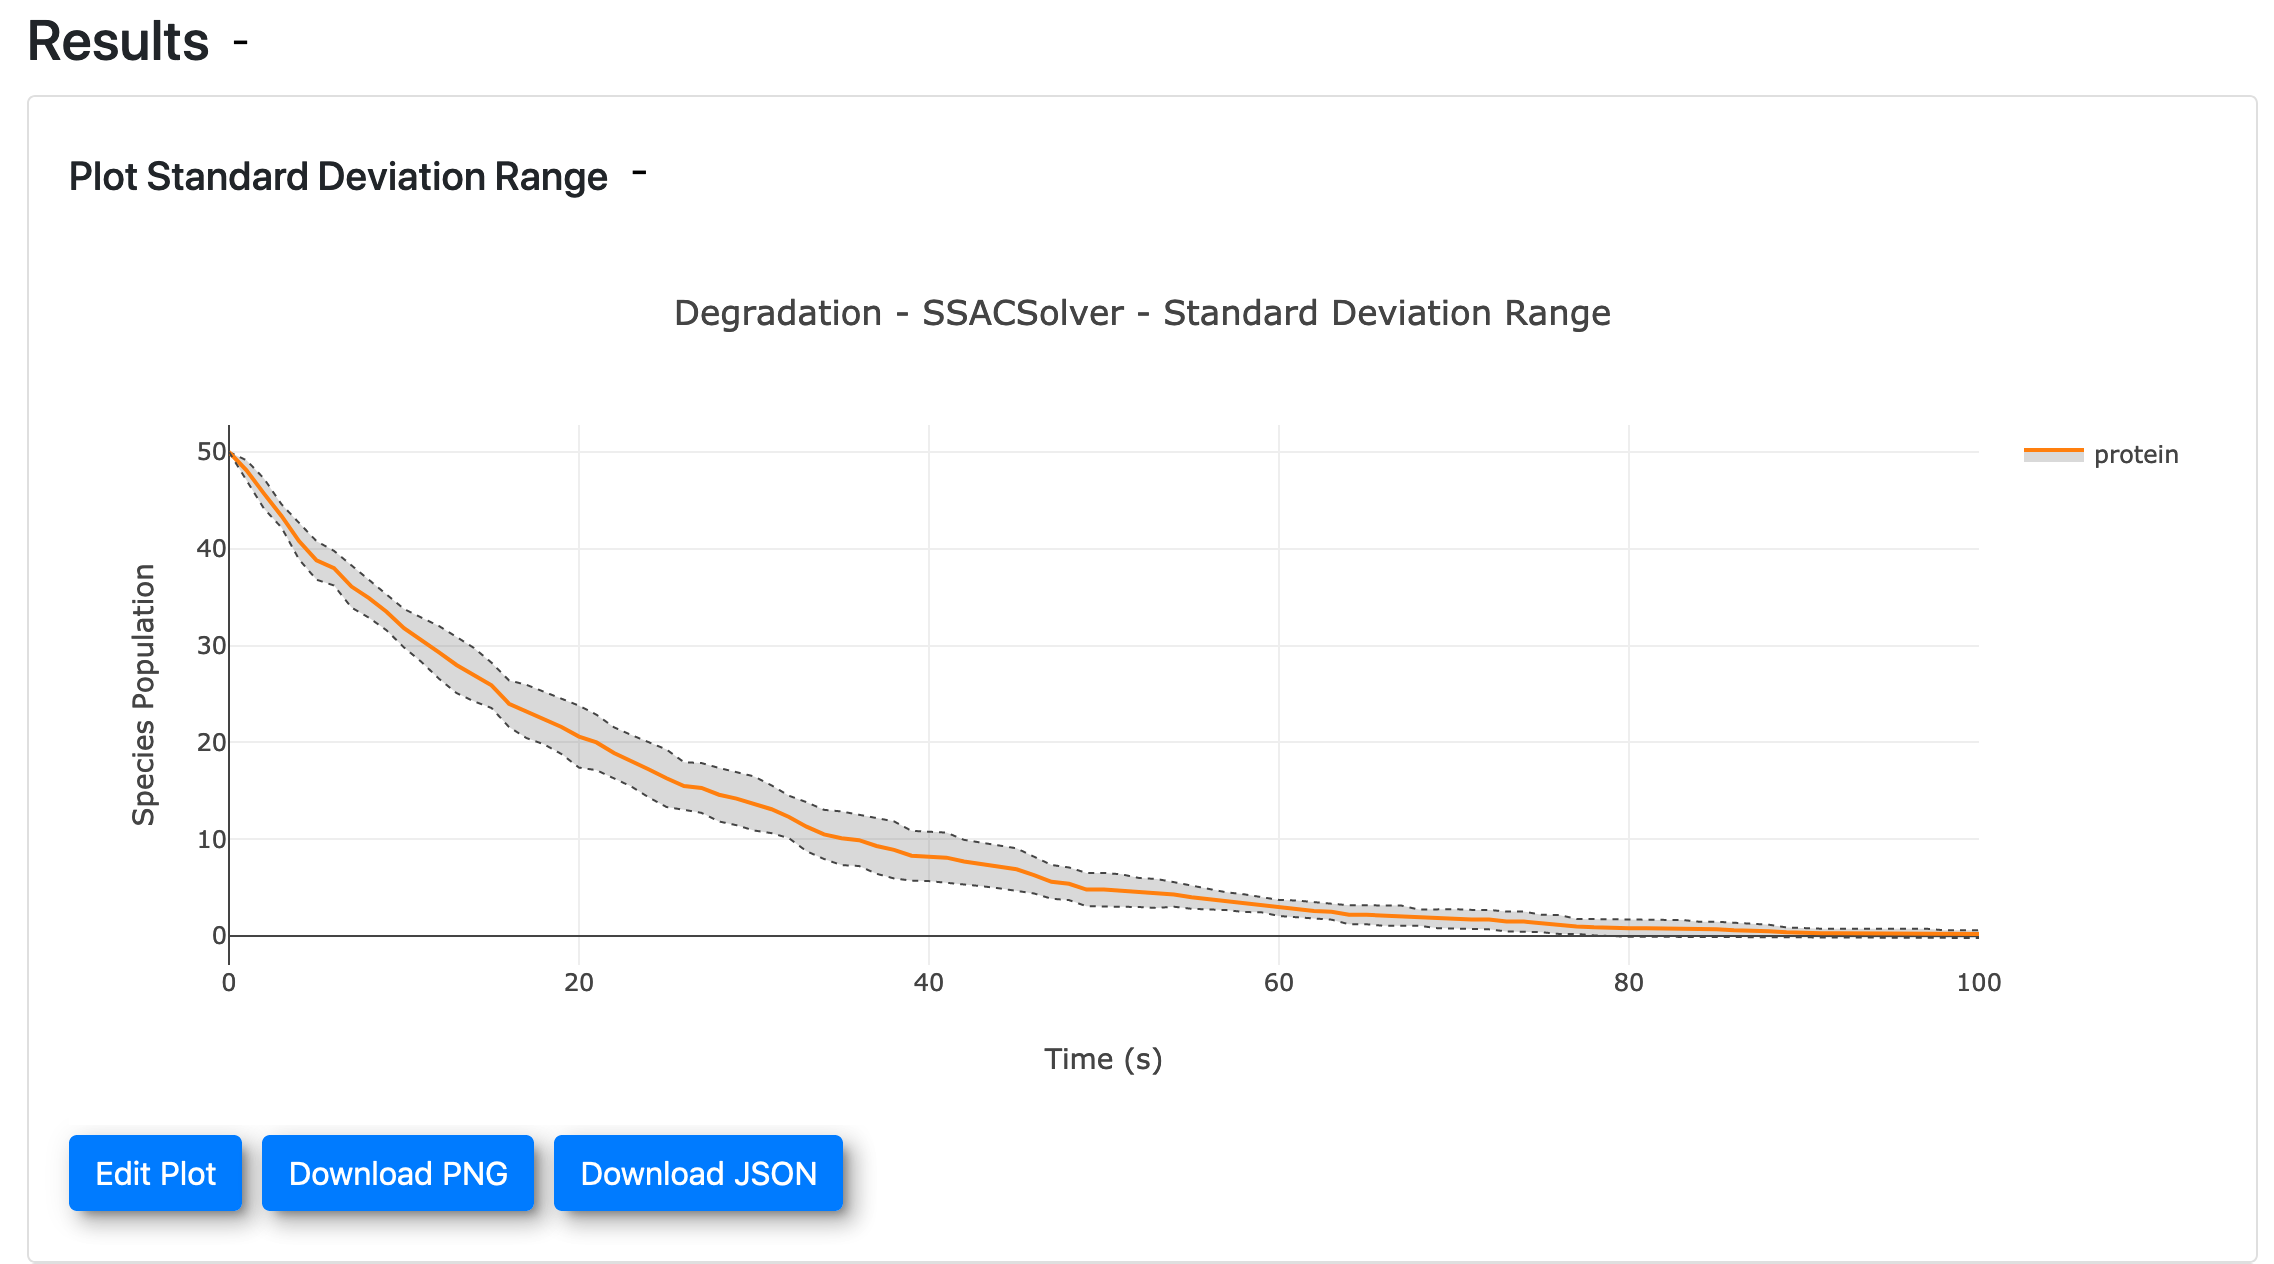 Results -
Plot Standard Deviation Range -
Degradation - SSACSolver - Standard Deviation Range
50
40
30
20
10
0
Species Population
protein
0 20 40 60 80 100
Time (s)
Edit Plot Download PNG Download JSON